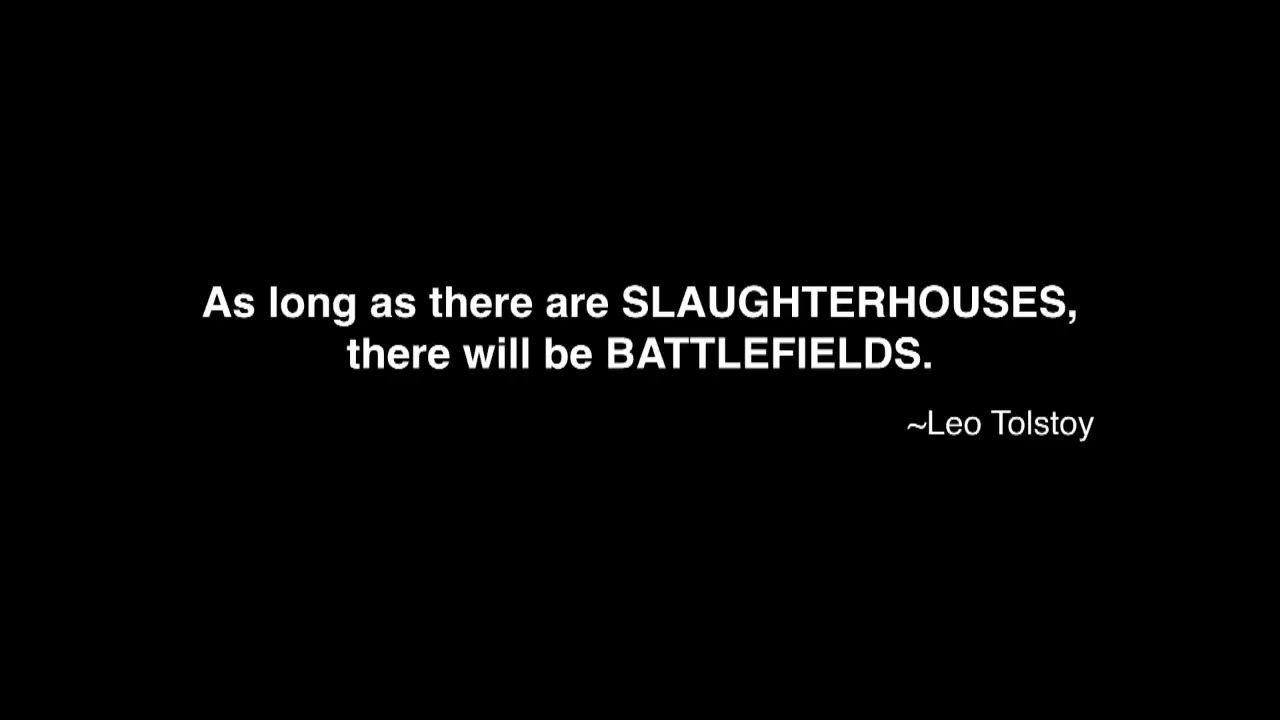 As long as there are SLAUGHTERHOUSES,
there will be BATTLEFIELDS.
~Leo Tolstoy